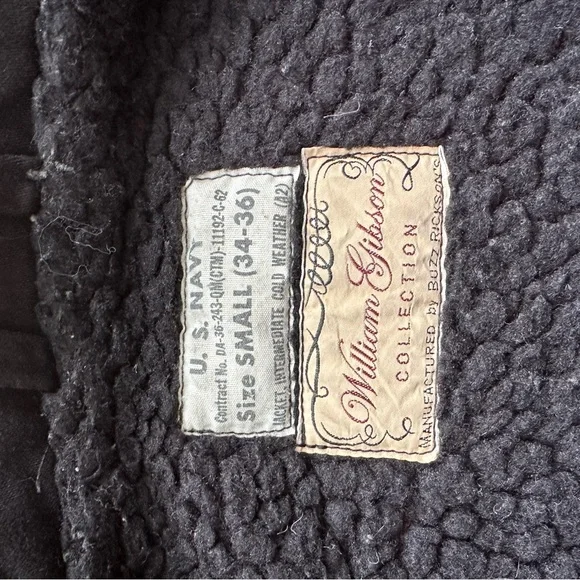 U. S. NAVY
Contract No. DA-36-243-QM(CTM)-11192-C-62
Size SMALL (34-36)
JACKET, INTERMEDIATE COLD WEATHER (A2)
William Gibson
COLLECTION
MANUFACTURED by BUZZ RICKSON'S